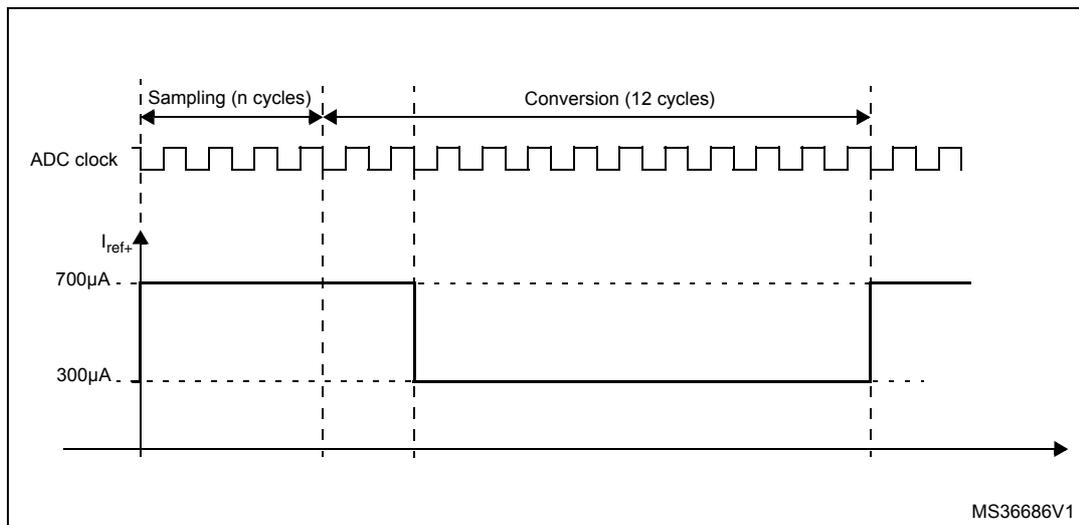 Sampling (n cycles)
Conversion (12 cycles)
ADC clock
Iref+
700µA
300µA
MS36686V1